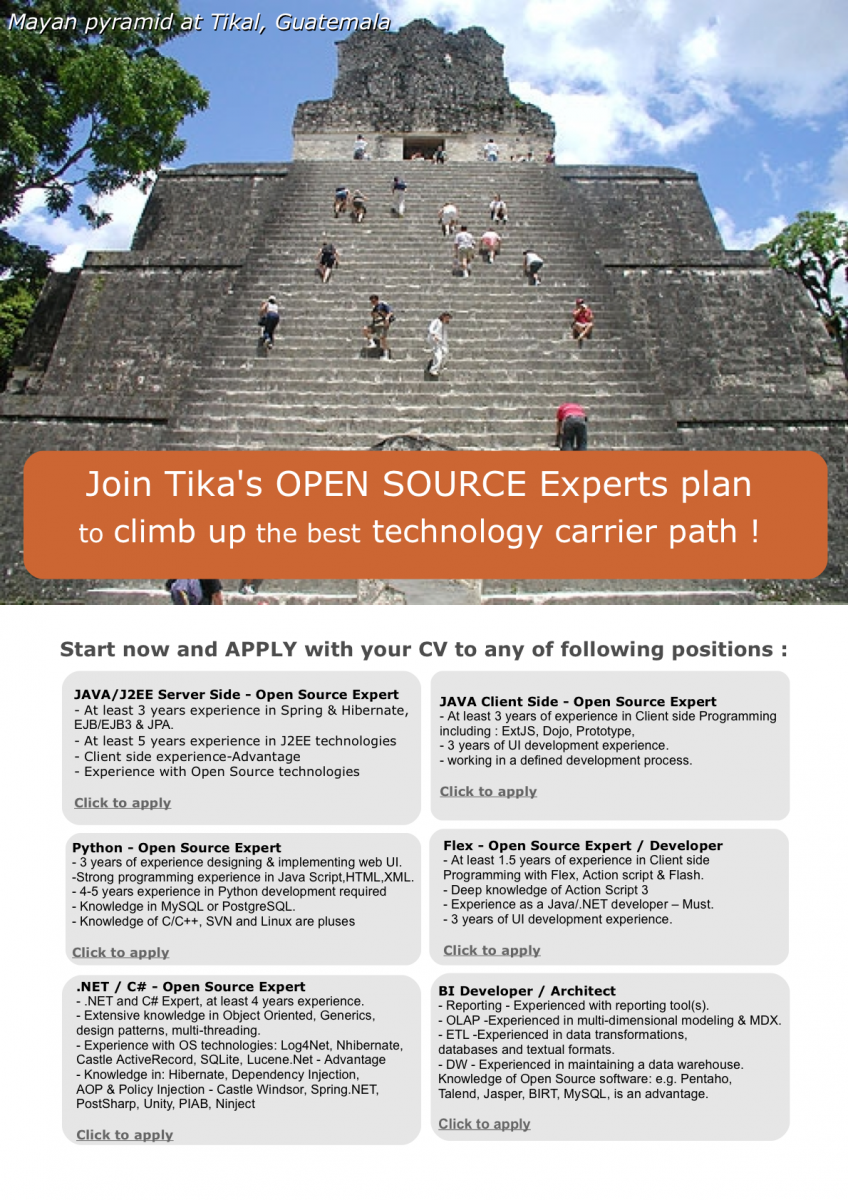 Mayan pyramid at Tikal, Guatemala
Join Tika's OPEN SOURCE Experts plan
to climb up the best technology carrier path !
Start now and APPLY with your CV to any of following positions :
JAVA/J2EE Server Side - Open Source Expert
- At least 3 years experience in Spring & Hibernate,
EJB/EJB3 & JPA.
- At least 5 years experience in J2EE technologies
- Client side experience-Advantage
- Experience with Open Source technologies
Click to apply
JAVA Client Side - Open Source Expert
- At least 3 years of experience in Client side Programming
including : ExtJS, Dojo, Prototype,
- 3 years of UI development experience.
- working in a defined development process.
Click to apply
Python - Open Source Expert
- 3 years of experience designing & implementing web UI.
-Strong programming experience in Java Script,HTML,XML.
- 4-5 years experience in Python development required
- Knowledge in MySQL or PostgreSQL.
- Knowledge of C/C++, SVN and Linux are pluses
Click to apply
Flex - Open Source Expert / Developer
- At least 1.5 years of experience in Client side
Programming with Flex, Action script & Flash.
- Deep knowledge of Action Script 3
- Experience as a Java/.NET developer – Must.
- 3 years of UI development experience.
Click to apply
.NET / C# - Open Source Expert
- .NET and C# Expert, at least 4 years experience.
- Extensive knowledge in Object Oriented, Generics,
design patterns, multi-threading.
- Experience with OS technologies: Log4Net, Nhibernate,
Castle ActiveRecord, SQLite, Lucene.Net - Advantage
- Knowledge in: Hibernate, Dependency Injection,
AOP & Policy Injection - Castle Windsor, Spring.NET,
PostSharp, Unity, PIAB, Ninject
Click to apply
BI Developer / Architect
- Reporting - Experienced with reporting tool(s).
- OLAP -Experienced in multi-dimensional modeling & MDX.
- ETL -Experienced in data transformations,
databases and textual formats.
- DW - Experienced in maintaining a data warehouse.
Knowledge of Open Source software: e.g. Pentaho,
Talend, Jasper, BIRT, MySQL, is an advantage.
Click to apply